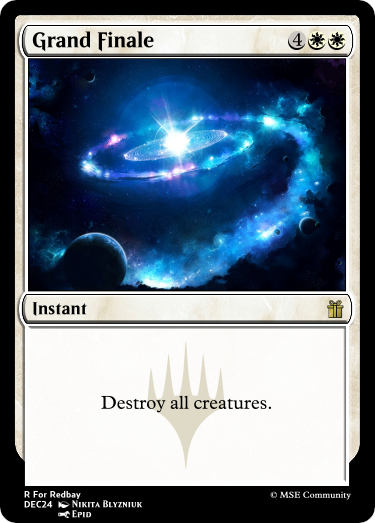 Grand Finale 4
Instant
Destroy all creatures.
R For Redbay
DEC24 Nikita Blyzniuk © MSE Community
Epid